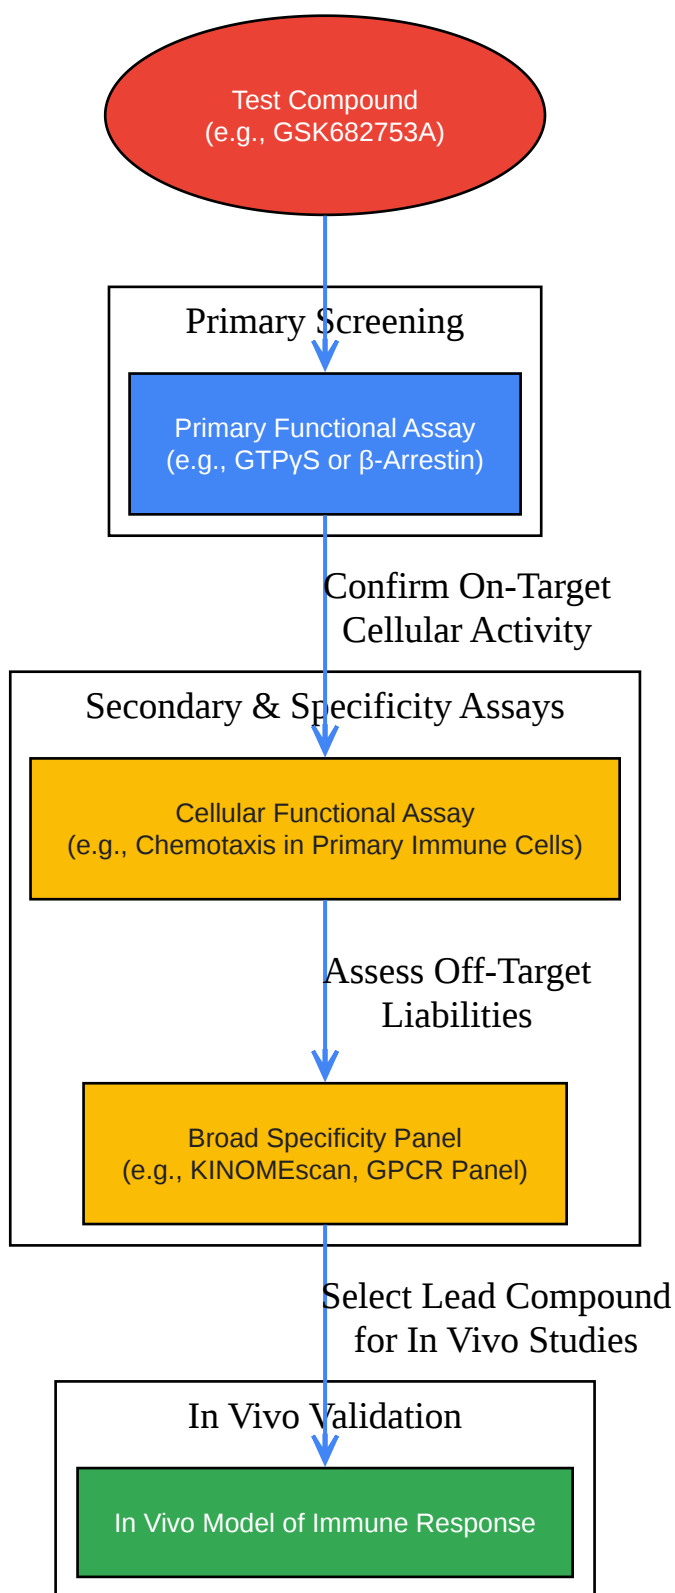 Test Compound
(e.g., GSK682753A)
Primary Screening
Primary Functional Assay
(e.g., GTPγS or β-Arrestin)
Confirm On-Target
Cellular Activity
Secondary & Specificity Assays
Cellular Functional Assay
(e.g., Chemotaxis in Primary Immune Cells)
Assess Off-Target
Liabilities
Broad Specificity Panel
(e.g., KINOMEscan, GPCR Panel)
Select Lead Compound
for In Vivo Studies
In Vivo Validation
In Vivo Model of Immune Response